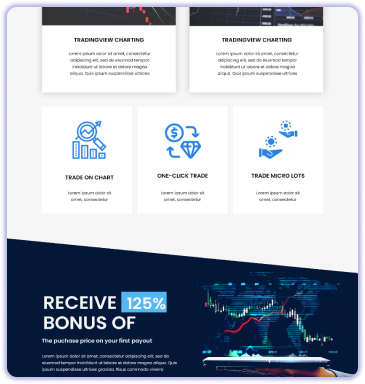 TRADINGVIEW CHARTING
Lorem ipsum dolor sit amet, consectetur
adipiscing elit, sed do eiusmod tempor
incididunt ut labore et dolore magna
aliqua. Quis ipsum suspendisse ultrices
TRADINGVIEW CHARTING
Lorem ipsum dolor sit amet, consectetur
adipiscing elit, sed do eiusmod tempor
incididunt ut labore et dolore magna
aliqua. Quis ipsum suspendisse ultrices
TRADE ON CHART
Lorem ipsum dolor sit
amet, consectetur
ONE-CLICK TRADE
Lorem ipsum dolor sit
amet, consectetur
TRADE MICRO LOTS
Lorem ipsum dolor sit
amet, consectetur
RECEIVE 125%
BONUS OF
The puchase price on your first payout
Lorem ipsum dolor sit amet, consectetur adipiscing elit, sed do
eiusmod tempor incididunt ut labore et dolore magna aliqua. Quis
ipsum suspendisse ultrices gravida. Risus commodo viverra